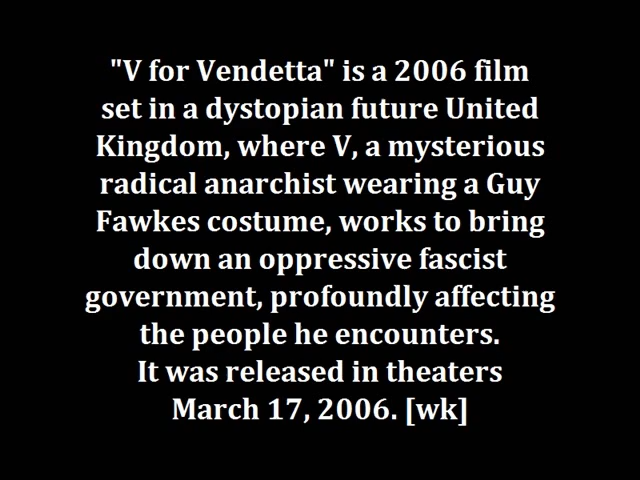 "V for Vendetta" is a 2006 film
set in a dystopian future United
Kingdom, where V, a mysterious
radical anarchist wearing a Guy
Fawkes costume, works to bring
down an oppressive fascist
government, profoundly affecting
the people he encounters.
It was released in theaters
March 17, 2006. [wk]